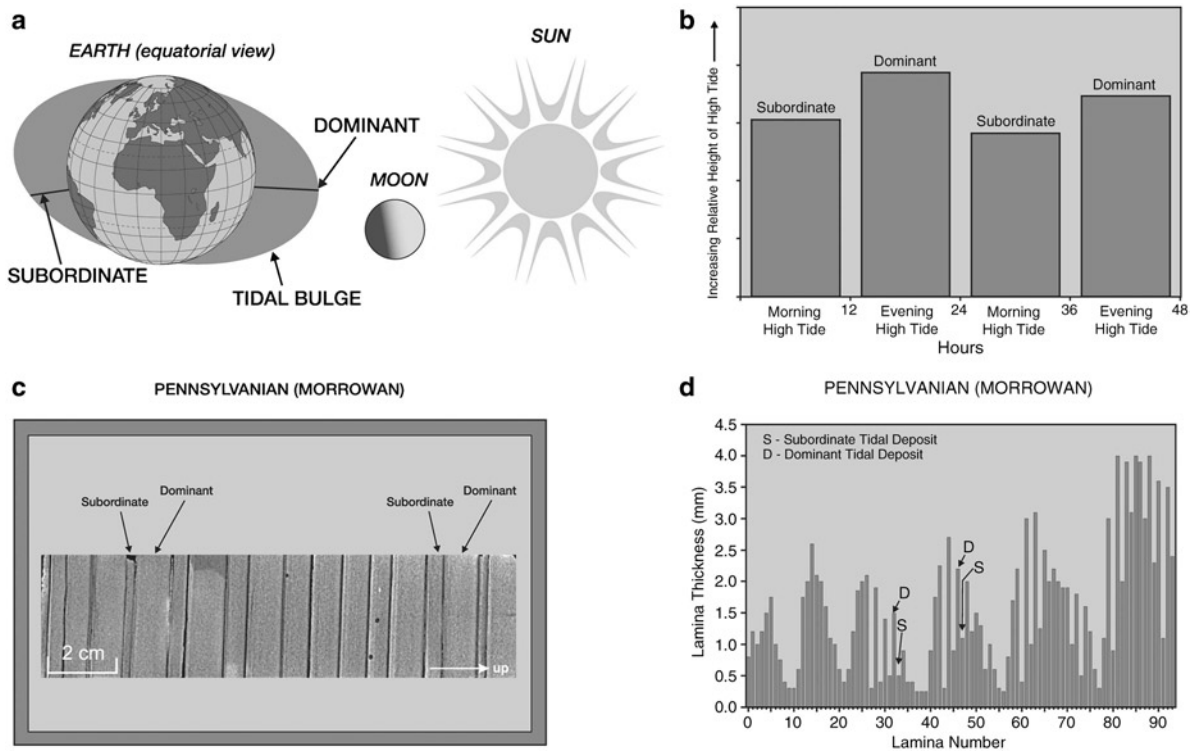 a
EARTH (equatorial view)
SUN
DOMINANT
MOON
SUBORDINATE
TIDAL BULGE
b
Increasing Relative Height of High Tide
Subordinate
Dominant
Subordinate
Dominant
12 24 36 48
Morning High Tide
Evening High Tide
Morning High Tide
Evening High Tide
Hours
c
PENNSYLVANIAN (MORROWAN)
Subordinate
Dominant
Subordinate
Dominant
2 cm
up
d
PENNSYLVANIAN (MORROWAN)
S - Subordinate Tidal Deposit
D - Dominant Tidal Deposit
Lamina Thickness (mm)
4.5
4.0
3.5
3.0
2.5
2.0
1.5
1.0
0.5
0
D
S
D
S
0 10 20 30 40 50 60 70 80 90
Lamina Number